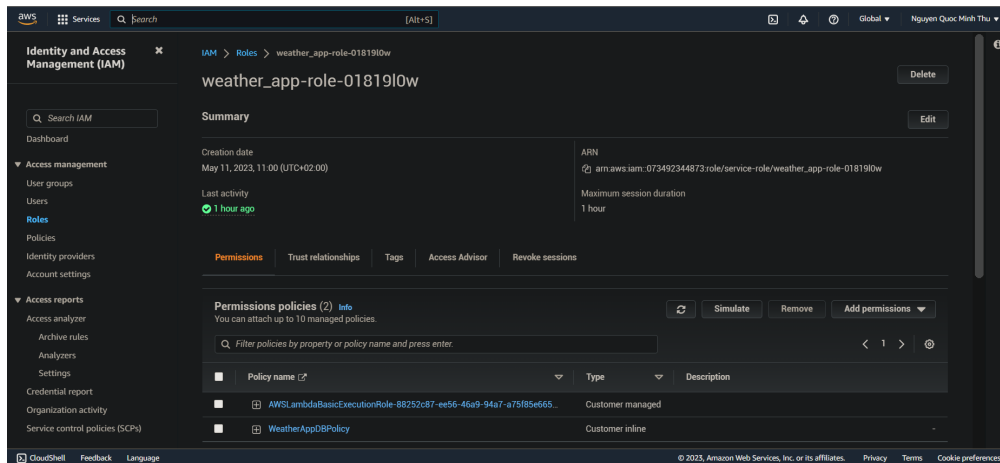 aws Services Search [Alt+S] Global Nguyen Quoc Minh Thu
Identity and Access
Management (IAM)
Search IAM
Dashboard
Access management
User groups
Users
Roles
Policies
Identity providers
Account settings
Access reports
Access analyzer
Archive rules
Analyzers
Settings
Credential report
Organization activity
Service control policies (SCPs)
IAM > Roles > weather_app-role-01819l0w
weather_app-role-01819l0w
Delete
Summary
Edit
Creation date
May 11, 2023, 11:00 (UTC+02:00)
ARN
arn:aws:iam::073492344873:role/service-role/weather_app-role-01819l0w
Last activity
1 hour ago
Maximum session duration
1 hour
Permissions Trust relationships Tags Access Advisor Revoke sessions
Permissions policies (2) Info
You can attach up to 10 managed policies.
Simulate Remove Add permissions
Filter policies by property or policy name and press enter.
1
Policy name Type Description
AWSLambdaBasicExecutionRole-88252c87-ee56-46a9-94a7-a75f85e665... Customer managed
WeatherAppDBPolicy Customer inline -
CloudShell Feedback Language © 2023, Amazon Web Services, Inc. or its affiliates. Privacy Terms Cookie preferences